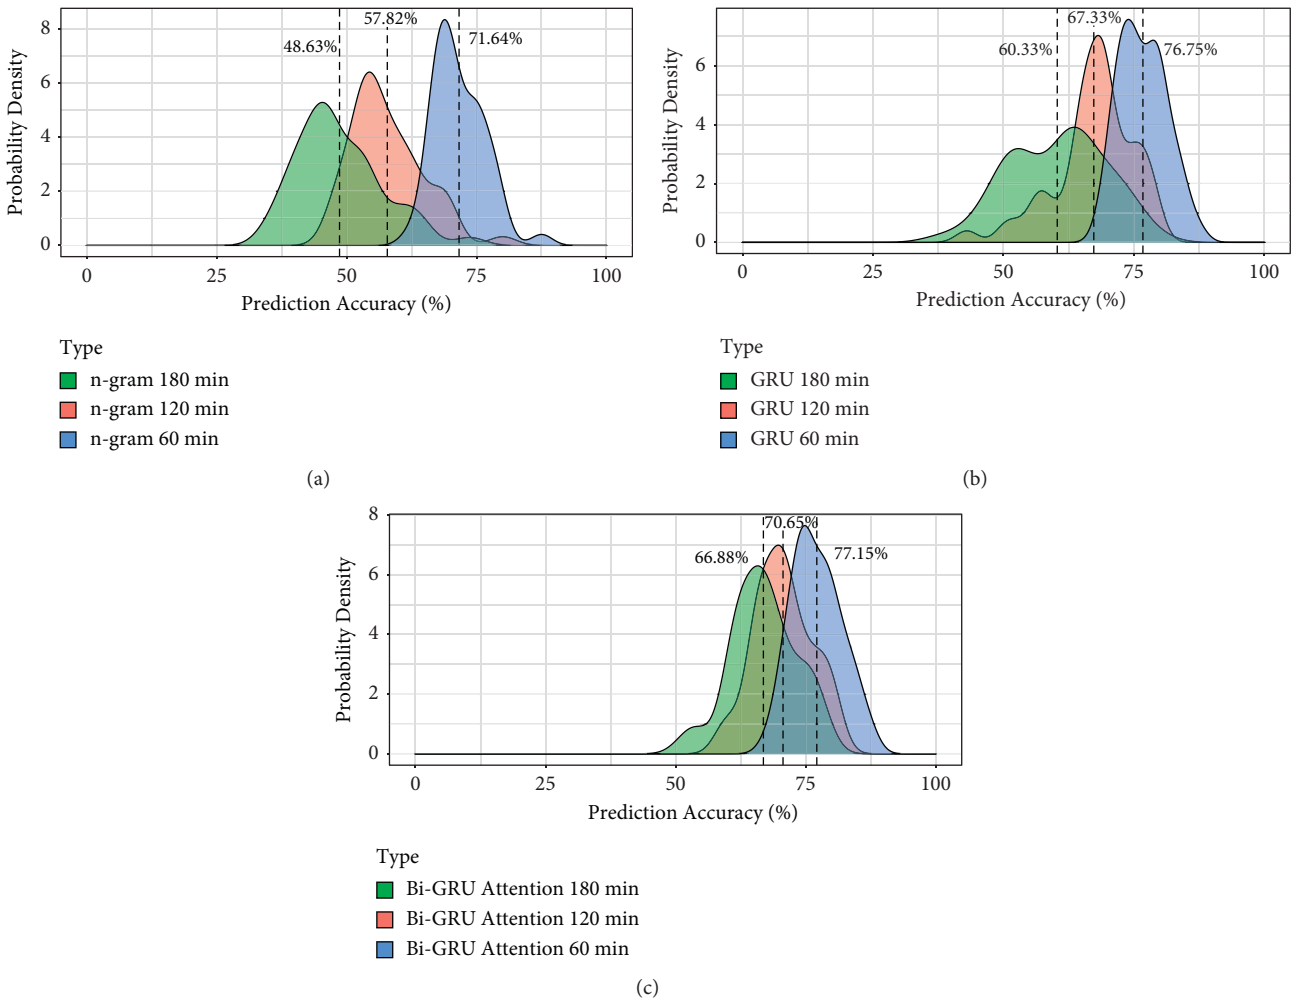 48.63%
57.82%
71.64%
Probability Density
8
6
4
2
0
0 25 50 75 100
Prediction Accuracy (%)
Type
n-gram 180 min
n-gram 120 min
n-gram 60 min
(a)
60.33%
67.33%
76.75%
Probability Density
6
4
2
0
0 25 50 75 100
Prediction Accuracy (%)
Type
GRU 180 min
GRU 120 min
GRU 60 min
(b)
66.88%
70.65%
77.15%
Probability Density
8
6
4
2
0
0 25 50 75 100
Prediction Accuracy (%)
Type
Bi-GRU Attention 180 min
Bi-GRU Attention 120 min
Bi-GRU Attention 60 min
(c)